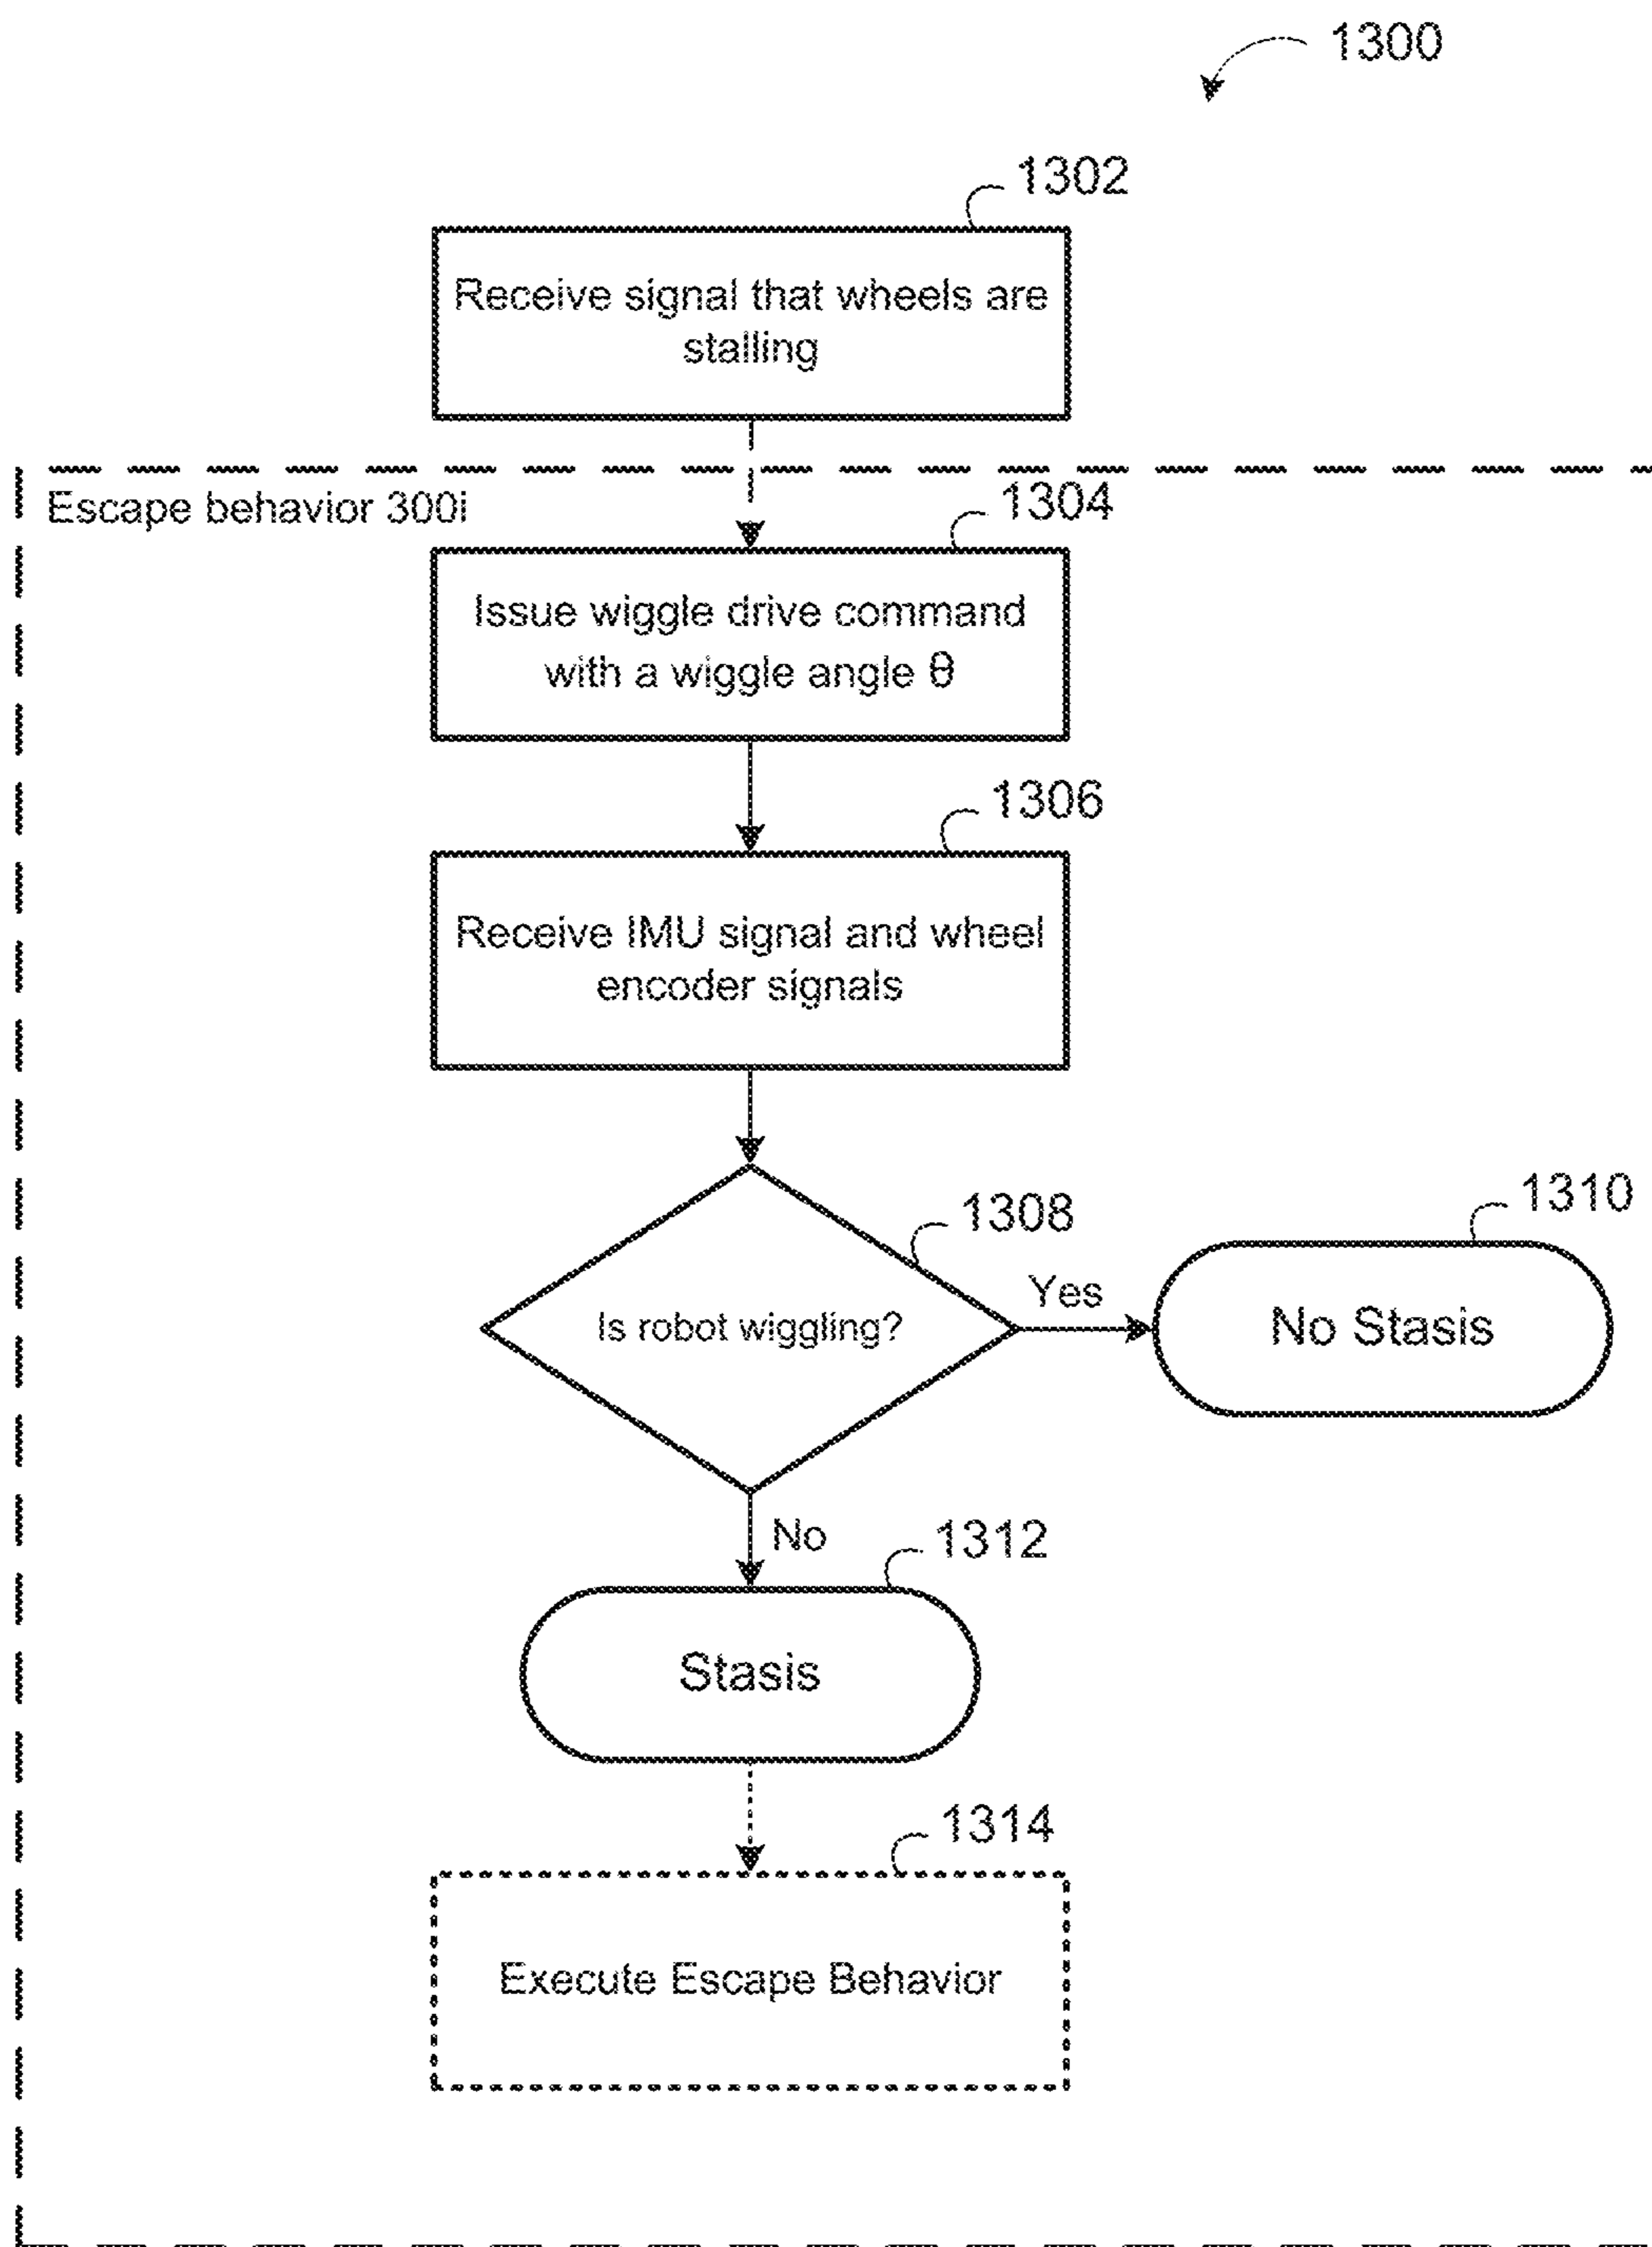 1300
1302
Receive signal that wheels are
stalling
Escape behavior 300i
1304
Issue wiggle drive command
with a wiggle angle θ
1306
Receive IMU signal and wheel
encoder signals
1308
1310
Is robot wiggling?
Yes
No Stasis
No
1312
Stasis
1314
Execute Escape Behavior